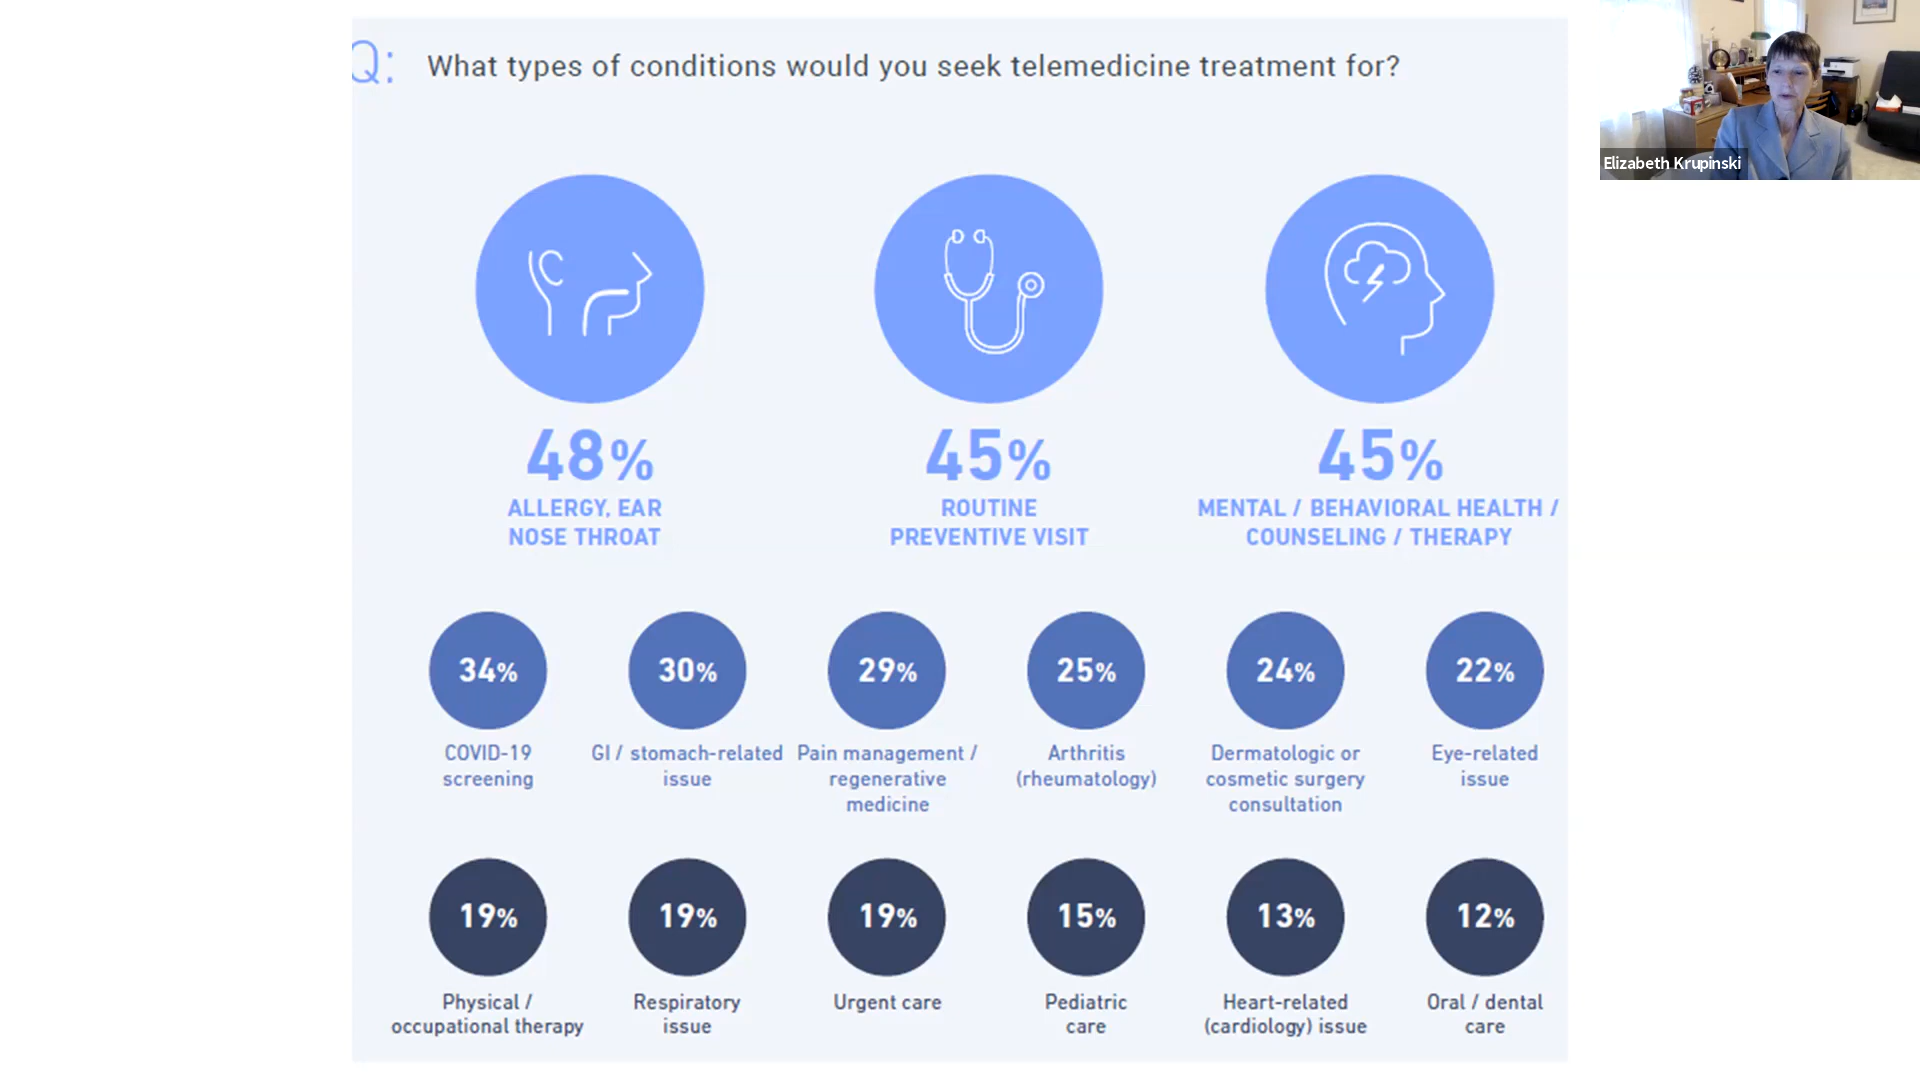 Q: What types of conditions would you seek telemedicine treatment for?
Elizabeth Krupinski
48%
ALLERGY, EAR
NOSE THROAT
45%
ROUTINE
PREVENTIVE VISIT
45%
MENTAL / BEHAVIORAL HEALTH /
COUNSELING / THERAPY
34%
COVID-19
screening
30%
GI / stomach-related
issue
29%
Pain management /
regenerative
medicine
25%
Arthritis
(rheumatology)
24%
Dermatologic or
cosmetic surgery
consultation
22%
Eye-related
issue
19%
Physical /
occupational therapy
19%
Respiratory
issue
19%
Urgent care
15%
Pediatric
care
13%
Heart-related
(cardiology) issue
12%
Oral / dental
care